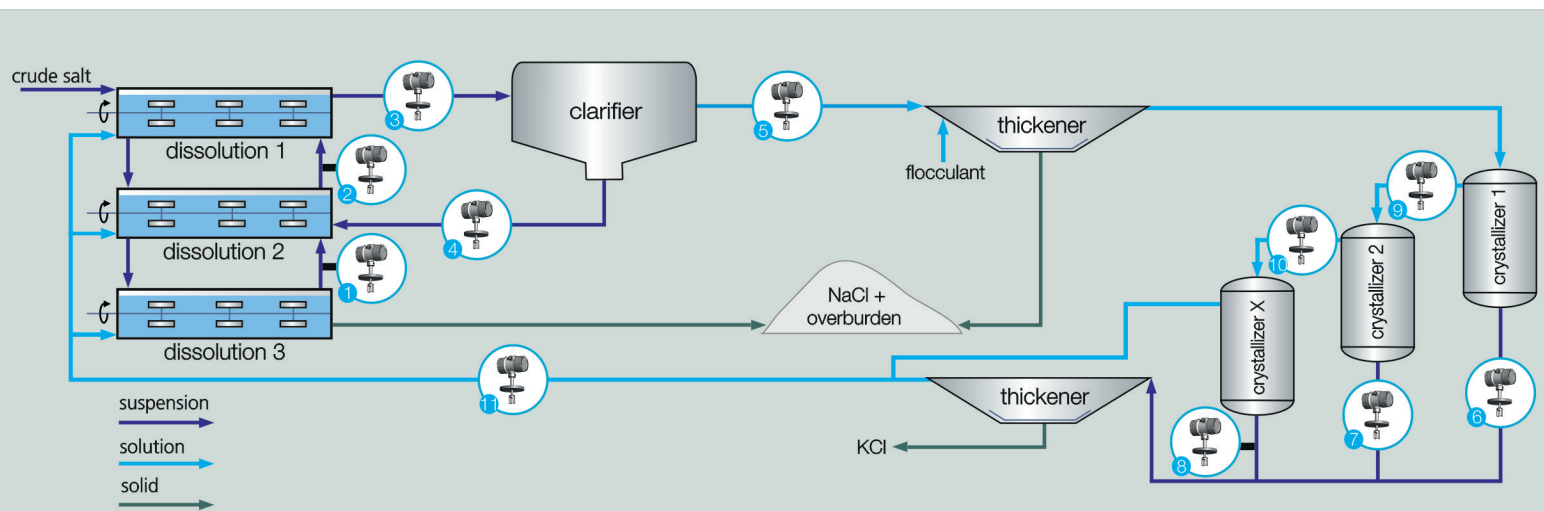 crude salt
dissolution 1
dissolution 2
dissolution 3
3
2
1
4
clarifier
5
thickener
flocculant
NaCl +
overburden
9
10
crystallizer 1
crystallizer 2
crystallizer X
6
7
8
11
thickener
KCl
suspension
solution
solid